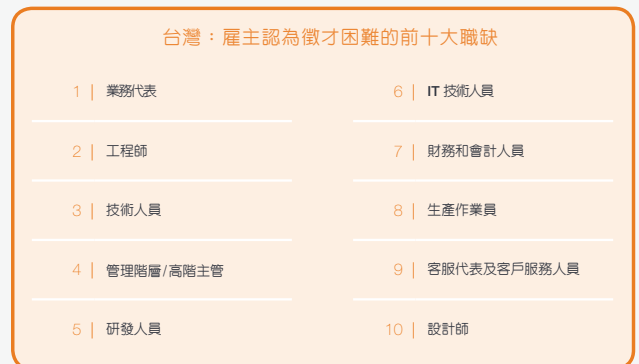 台灣：雇主認為徵才困難的前十大職缺
1 | 業務代表
2 | 工程師
3 | 技術人員
4 | 管理階層/高階主管
5 | 研發人員
6 | IT 技術人員
7 | 財務和會計人員
8 | 生產作業員
9 | 客服代表及客戶服務人員
10 | 設計師